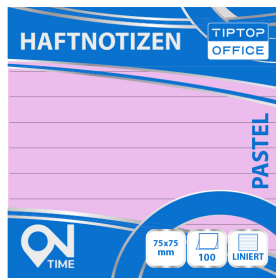 HAFTNOTIZEN
TIPTOP
OFFICE
PASTEL
ON
TIME
75x75
mm
100
LINIERT